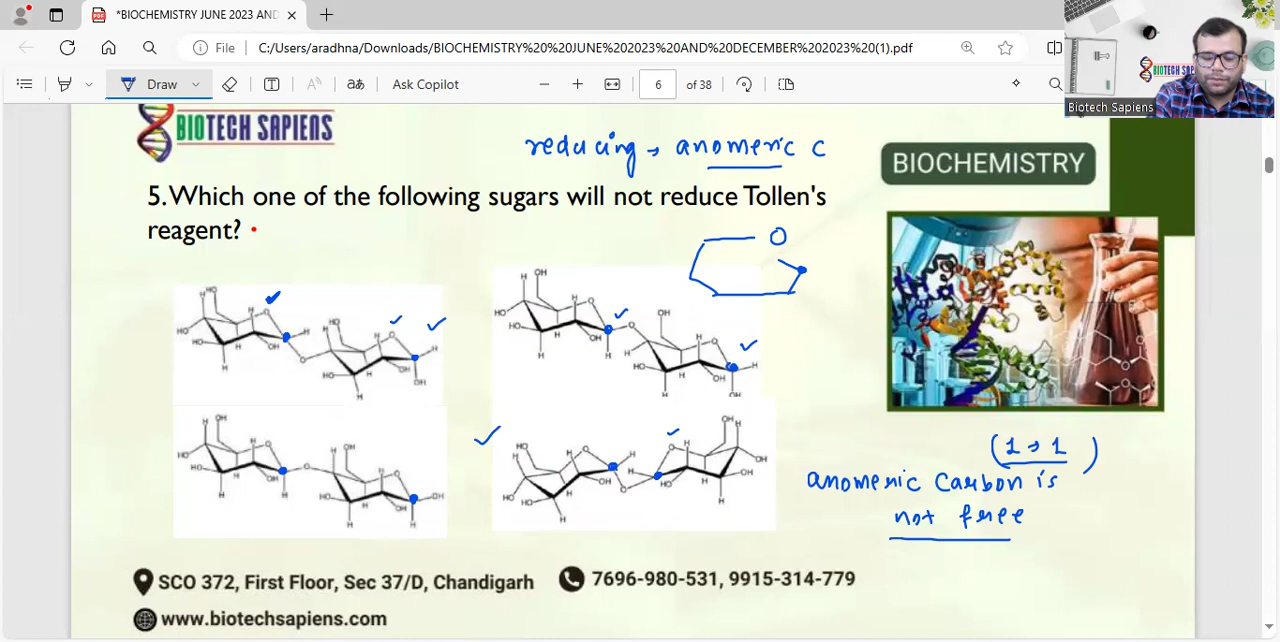 *BIOCHEMISTRY JUNE 2023 AND
File
C:/Users/aradhna/Downloads/BIOCHEMISTRY%20%20JUNE%202023%20AND%20DECEMBER%202023%20(1).pdf
Draw
Ask Copilot
6 of 38
BIOTECH SAPIENS
Biotech Sapiens
BIOTECH SAPIENS
reducing → anomeric C
BIOCHEMISTRY
5.Which one of the following sugars will not reduce Tollen's
reagent?
O
(1→1)
anomeric carbon is
not free
SCO 372, First Floor, Sec 37/D, Chandigarh
7696-980-531, 9915-314-779
www.biotechsapiens.com